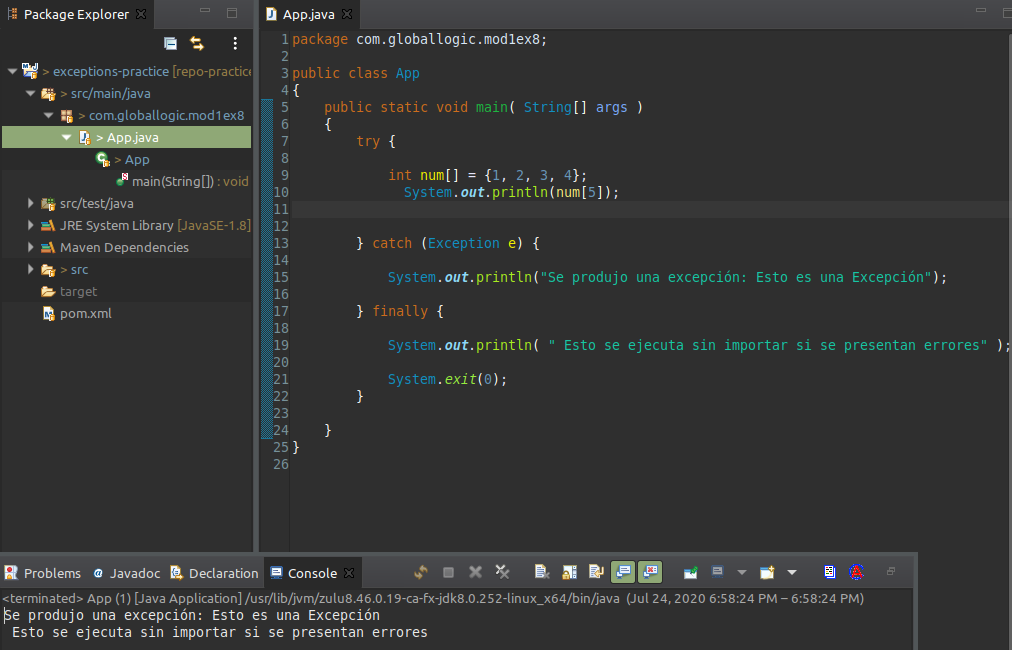 Package Explorer
> exceptions-practice [repo-practice
> src/main/java
> com.globallogic.mod1ex8
> App.java
> App
main(String[]) : void
src/test/java
JRE System Library [JavaSE-1.8]
Maven Dependencies
> src
target
pom.xml
App.java
1 package com.globallogic.mod1ex8;
2
3 public class App
4 {
5     public static void main( String[] args )
6     {
7         try {
8
9             int num[] = {1, 2, 3, 4};
10              System.out.println(num[5]);
11
12
13         } catch (Exception e) {
14
15             System.out.println("Se produjo una excepción: Esto es una Excepción");
16
17         } finally {
18
19             System.out.println( " Esto se ejecuta sin importar si se presentan errores" );
20
21             System.exit(0);
22         }
23
24     }
25 }
26
Problems @ Javadoc Declaration Console
<terminated> App (1) [Java Application] /usr/lib/jvm/zulu8.46.0.19-ca-fx-jdk8.0.252-linux_x64/bin/java (Jul 24, 2020 6:58:24 PM – 6:58:24 PM)
Se produjo una excepción: Esto es una Excepción
 Esto se ejecuta sin importar si se presentan errores